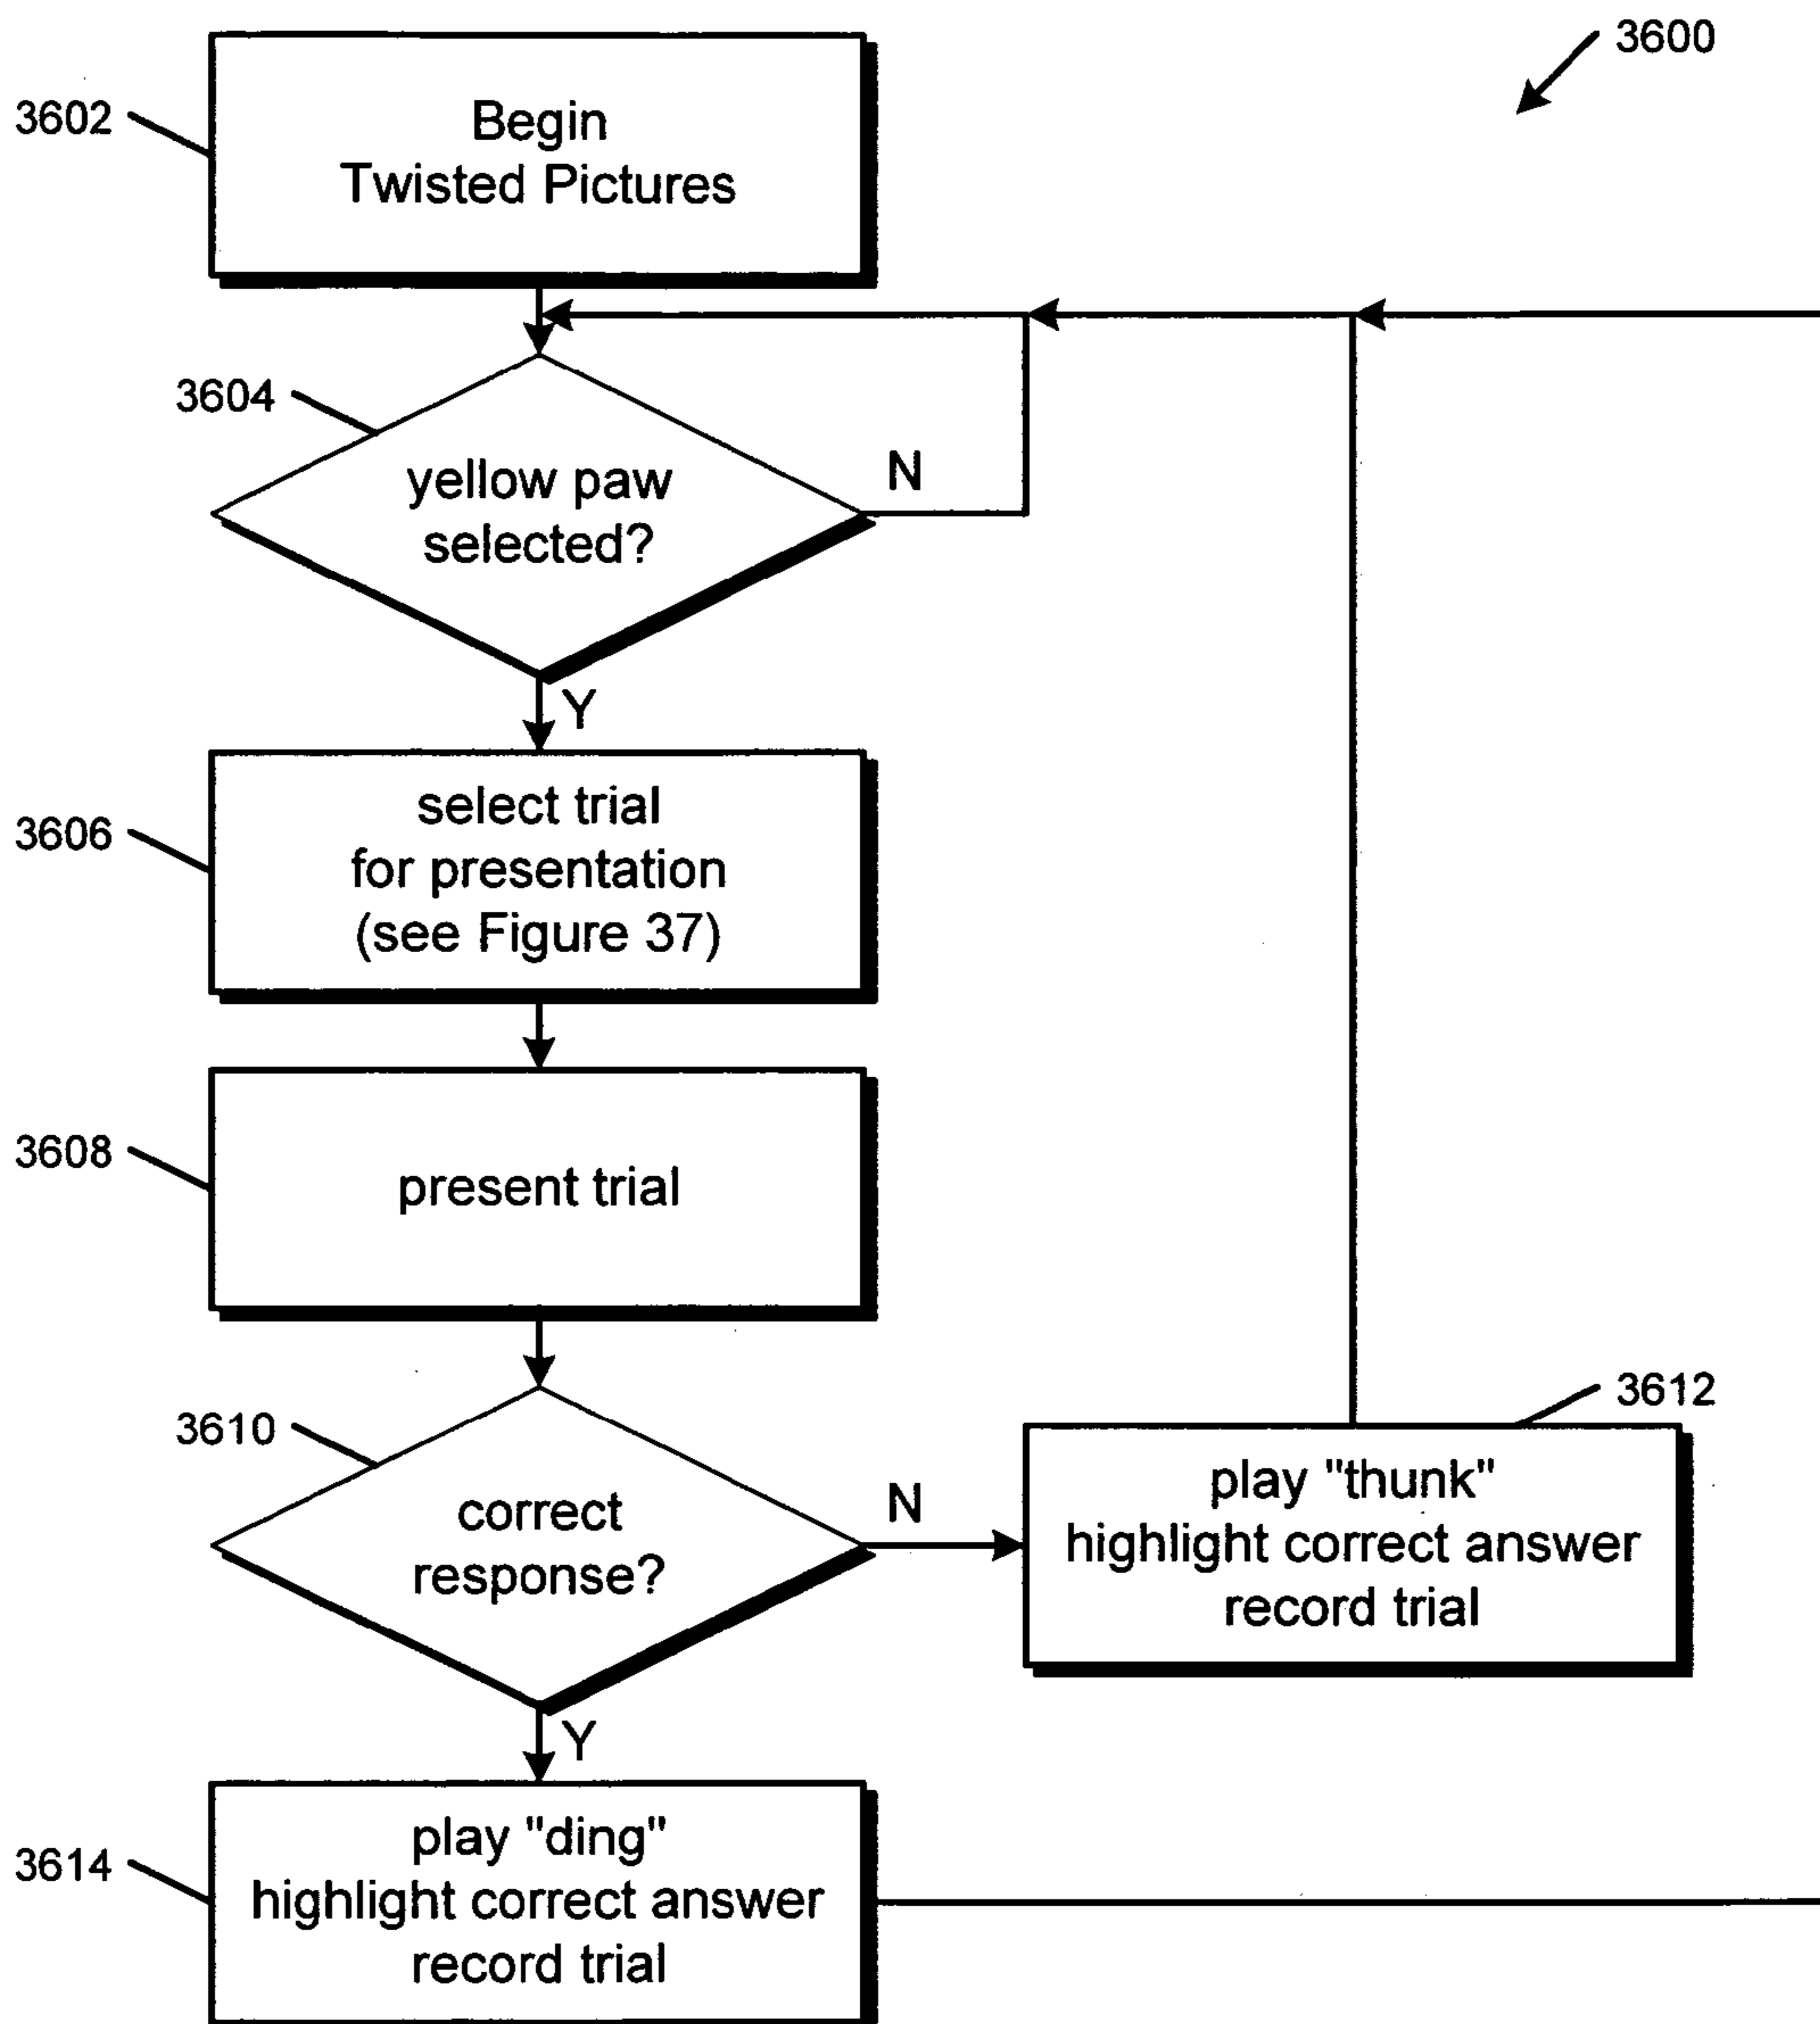 3600
3602
Begin
Twisted Pictures
3604
yellow paw
selected?
N
Y
3606
select trial
for presentation
(see Figure 37)
3608
present trial
3610
correct
response?
N
3612
play "thunk"
highlight correct answer
record trial
Y
3614
play "ding"
highlight correct answer
record trial